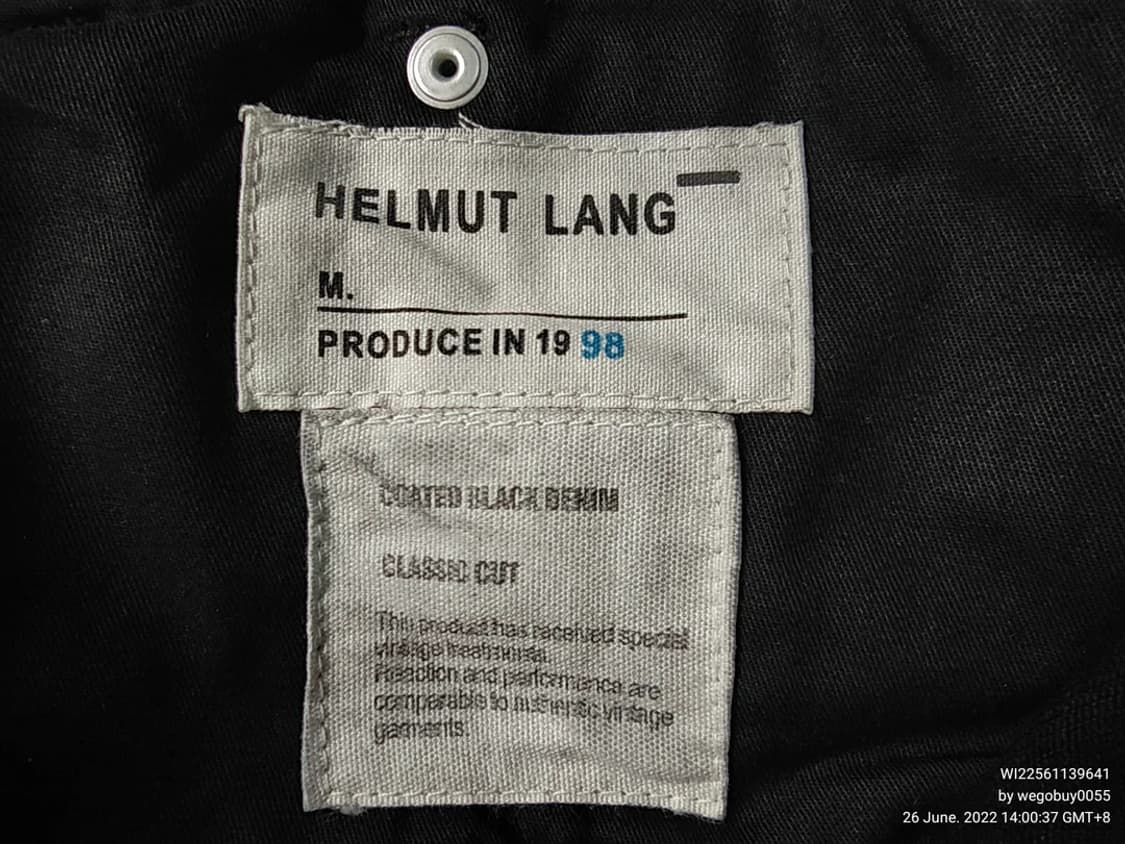 HELMUT LANG
M.
PRODUCE IN 19 98
COATED BLACK DENIM
CLASSIC CUT
This product has received special
vintage treatments.
Reaction and performance are
comparable to authentic vintage
garments.
WI22561139641
by wegobuy0055
26 June. 2022 14:00:37 GMT+8